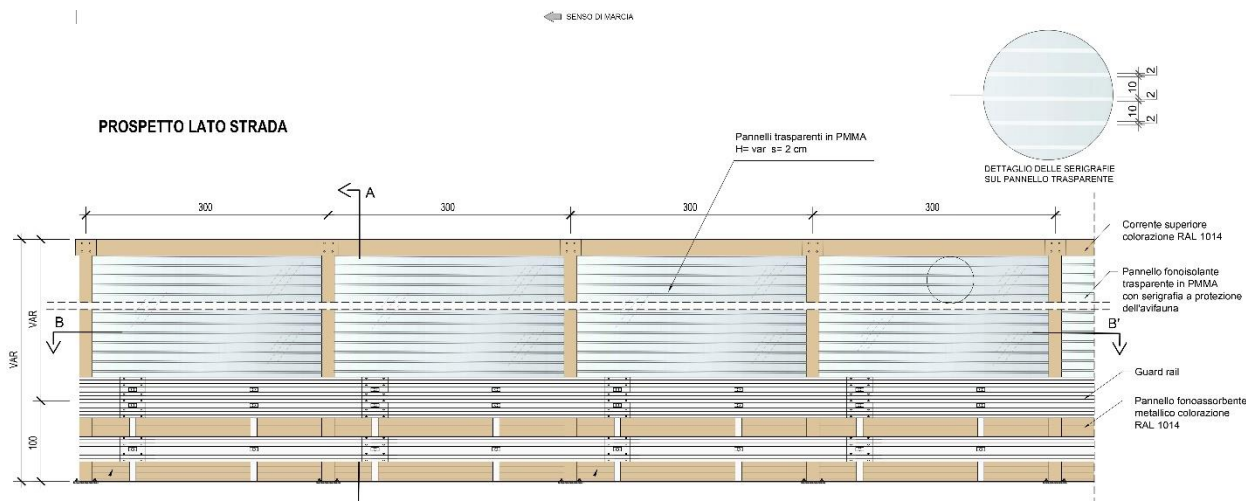 SENSO DI MARCIA
2
10
2
10
2
PROSPETTO LATO STRADA
Pannelli trasparenti in PMMA
H= var s= 2 cm
DETTAGLIO DELLE SERIGRAFIE
SUL PANNELLO TRASPARENTE
A
300
300
300
300
Corrente superiore
colorazione RAL 1014
Pannello fonoisolante
trasparente in PMMA
con serigrafia a protezione
dell'avifauna
VAR
VAR
B
B'
Guard rail
Pannello fonoassorbente
metallico colorazione
RAL 1014
100